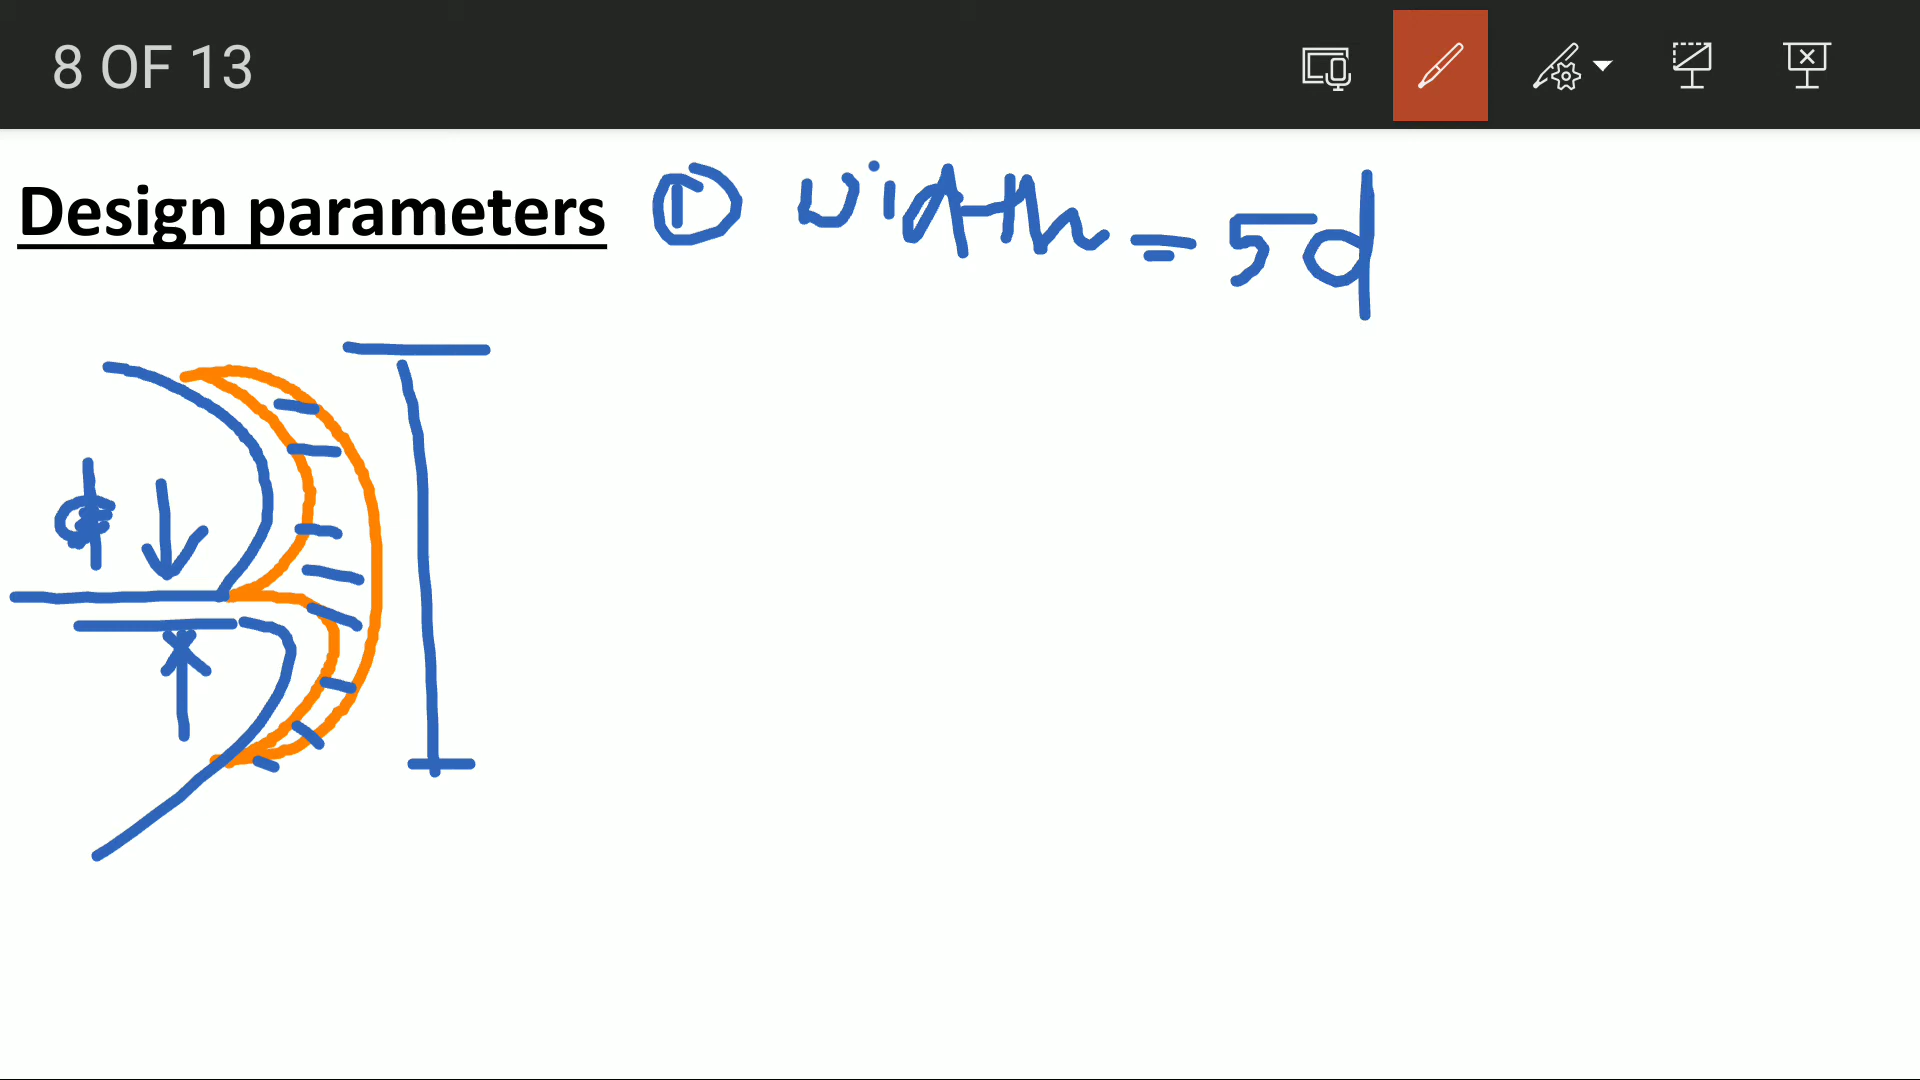 8 OF 13
Design parameters ① width = 5d
d